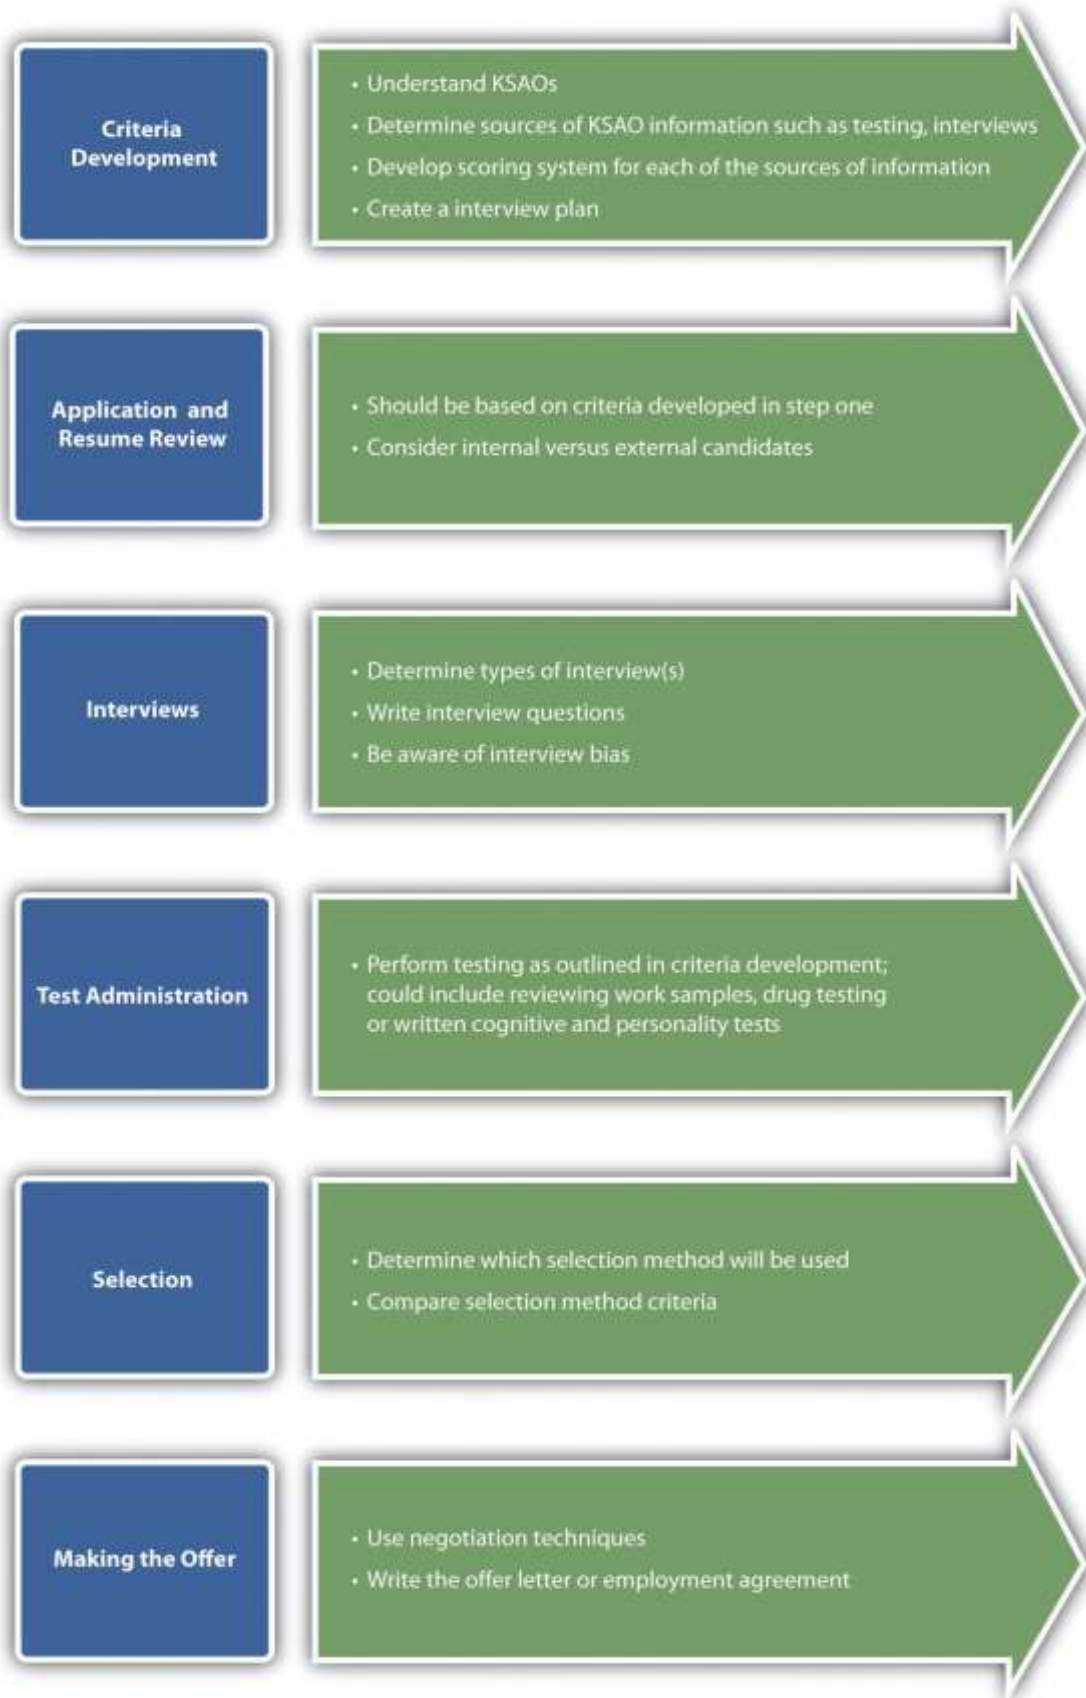 Criteria
Development
• Understand KSAOs
• Determine sources of KSAO information such as testing, interviews
• Develop scoring system for each of the sources of information
• Create a interview plan
Application and
Resume Review
• Should be based on criteria developed in step one
• Consider internal versus external candidates
Interviews
• Determine types of interview(s)
• Write interview questions
• Be aware of interview bias
Test Administration
• Perform testing as outlined in criteria development;
could include reviewing work samples, drug testing
or written cognitive and personality tests
Selection
• Determine which selection method will be used
• Compare selection method criteria
Making the Offer
• Use negotiation techniques
• Write the offer letter or employment agreement